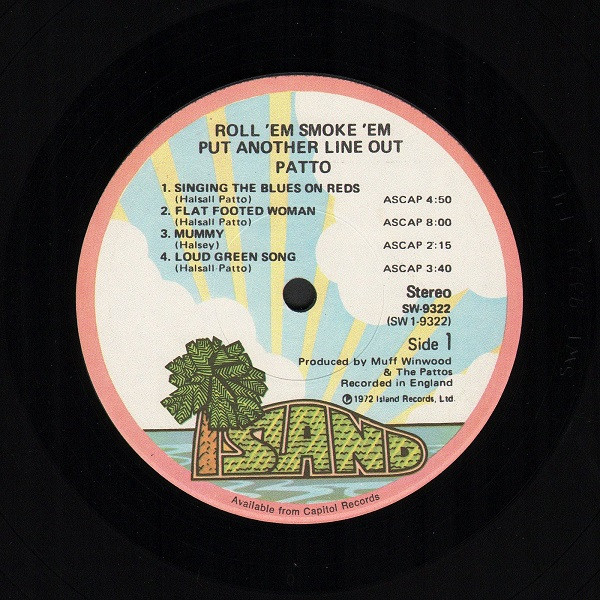 ROLL 'EM SMOKE 'EM
PUT ANOTHER LINE OUT
PATTO
1. SINGING THE BLUES ON REDS
(Halsall Patto) ASCAP 4:50
2. FLAT FOOTED WOMAN
(Halsall Patto) ASCAP 8:00
3. MUMMY
(Halsey) ASCAP 2:15
4. LOUD GREEN SONG
(Halsall Patto) ASCAP 3:40
Stereo
SW-9322
(SW 1-9322)
Side 1
Produced by Muff Winwood
& The Pattos
Recorded in England
℗1972 Island Records, Ltd.
ISLAND
Available from Capitol Records